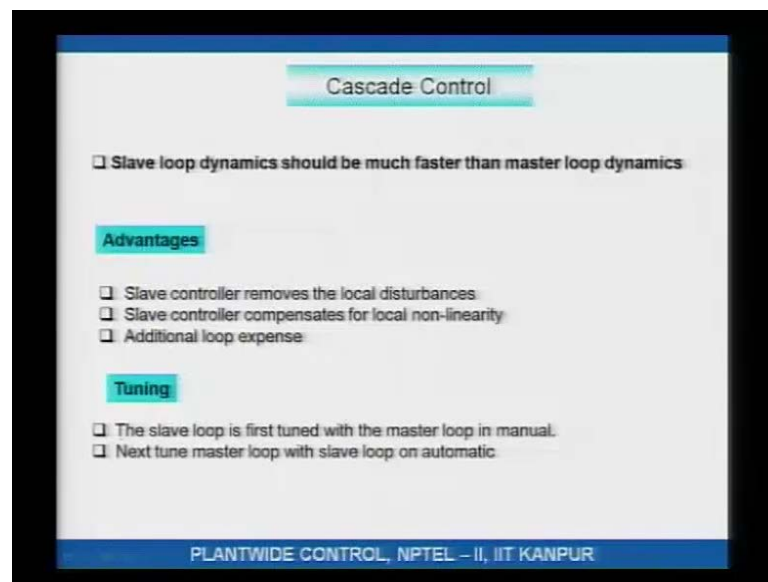 Cascade Control
❑ Slave loop dynamics should be much faster than master loop dynamics
Advantages
❑ Slave controller removes the local disturbances
❑ Slave controller compensates for local non-linearity
❑ Additional loop expense
Tuning
❑ The slave loop is first tuned with the master loop in manual.
❑ Next tune master loop with slave loop on automatic
PLANTWIDE CONTROL, NPTEL – II, IIT KANPUR